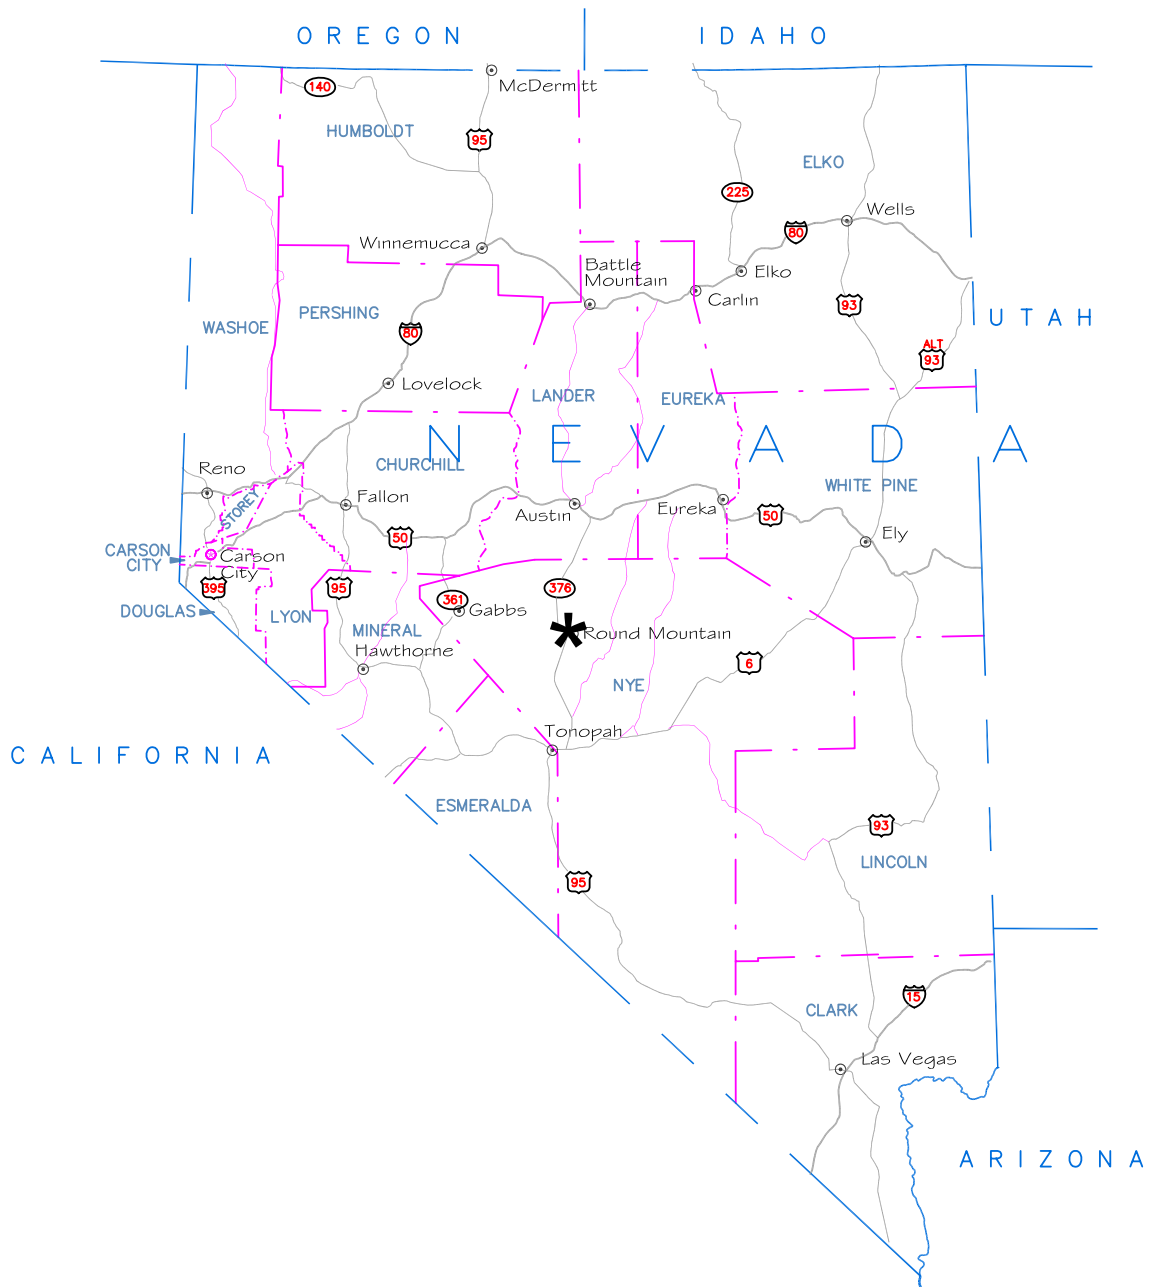 OREGON
IDAHO
McDermitt
140
HUMBOLDT
95
ELKO
225
Wells
80
Winnemucca
Battle
Mountain
Elko
Carlin
93
PERSHING
WASHOE
80
UTAH
ALT
93
Lovelock
LANDER
EUREKA
NEVADA
CHURCHILL
Reno
Fallon
STOREY
Austin
Eureka
WHITE PINE
50
50
Ely
CARSON
CITY
Carson
City
395
95
361
376
DOUGLAS
LYON
Gabbs
MINERAL
Hawthorne
*
Round Mountain
6
NYE
Tonopah
CALIFORNIA
ESMERALDA
93
LINCOLN
95
15
CLARK
Las Vegas
ARIZONA